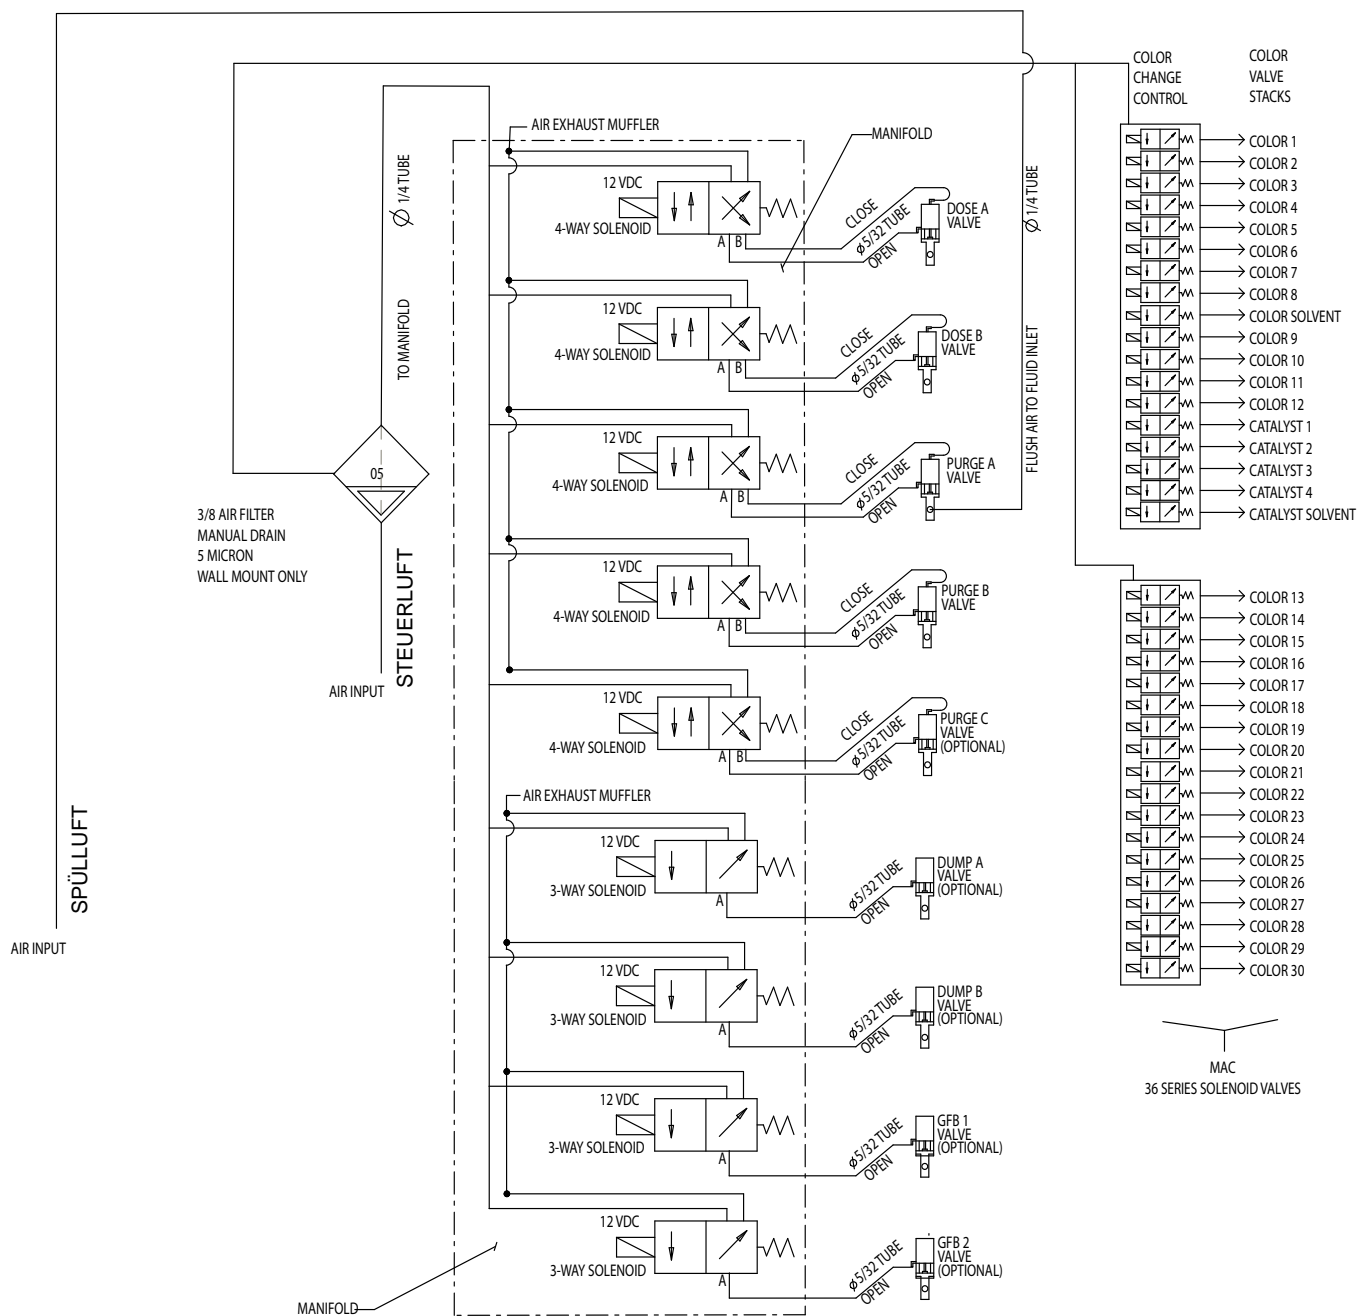 COLOR
CHANGE
CONTROL
COLOR
VALVE
STACKS
AIR EXHAUST MUFFLER
MANIFOLD
Ø 1/4 TUBE
TO MANIFOLD
05
3/8 AIR FILTER
MANUAL DRAIN
5 MICRON
WALL MOUNT ONLY
STEUERLUFT
AIR INPUT
SPÜLLUFT
AIR INPUT
12 VDC
4-WAY SOLENOID
A B
CLOSE
Ø5/32 TUBE
OPEN
DOSE A
VALVE
12 VDC
4-WAY SOLENOID
A B
CLOSE
Ø5/32 TUBE
OPEN
DOSE B
VALVE
12 VDC
4-WAY SOLENOID
A B
CLOSE
Ø5/32 TUBE
OPEN
PURGE A
VALVE
12 VDC
4-WAY SOLENOID
A B
CLOSE
Ø5/32 TUBE
OPEN
PURGE B
VALVE
12 VDC
4-WAY SOLENOID
A B
CLOSE
Ø5/32 TUBE
OPEN
PURGE C
VALVE
(OPTIONAL)
AIR EXHAUST MUFFLER
12 VDC
3-WAY SOLENOID
A
Ø5/32 TUBE
OPEN
DUMP A
VALVE
(OPTIONAL)
12 VDC
3-WAY SOLENOID
A
Ø5/32 TUBE
OPEN
DUMP B
VALVE
(OPTIONAL)
12 VDC
3-WAY SOLENOID
A
Ø5/32 TUBE
OPEN
GFB 1
VALVE
(OPTIONAL)
12 VDC
3-WAY SOLENOID
A
Ø5/32 TUBE
OPEN
GFB 2
VALVE
(OPTIONAL)
MANIFOLD
Ø 1/4 TUBE
FLUSH AIR TO FLUID INLET
COLOR 1
COLOR 2
COLOR 3
COLOR 4
COLOR 5
COLOR 6
COLOR 7
COLOR 8
COLOR SOLVENT
COLOR 9
COLOR 10
COLOR 11
COLOR 12
CATALYST 1
CATALYST 2
CATALYST 3
CATALYST 4
CATALYST SOLVENT
COLOR 13
COLOR 14
COLOR 15
COLOR 16
COLOR 17
COLOR 18
COLOR 19
COLOR 20
COLOR 21
COLOR 22
COLOR 23
COLOR 24
COLOR 25
COLOR 26
COLOR 27
COLOR 28
COLOR 29
COLOR 30
MAC
36 SERIES SOLENOID VALVES